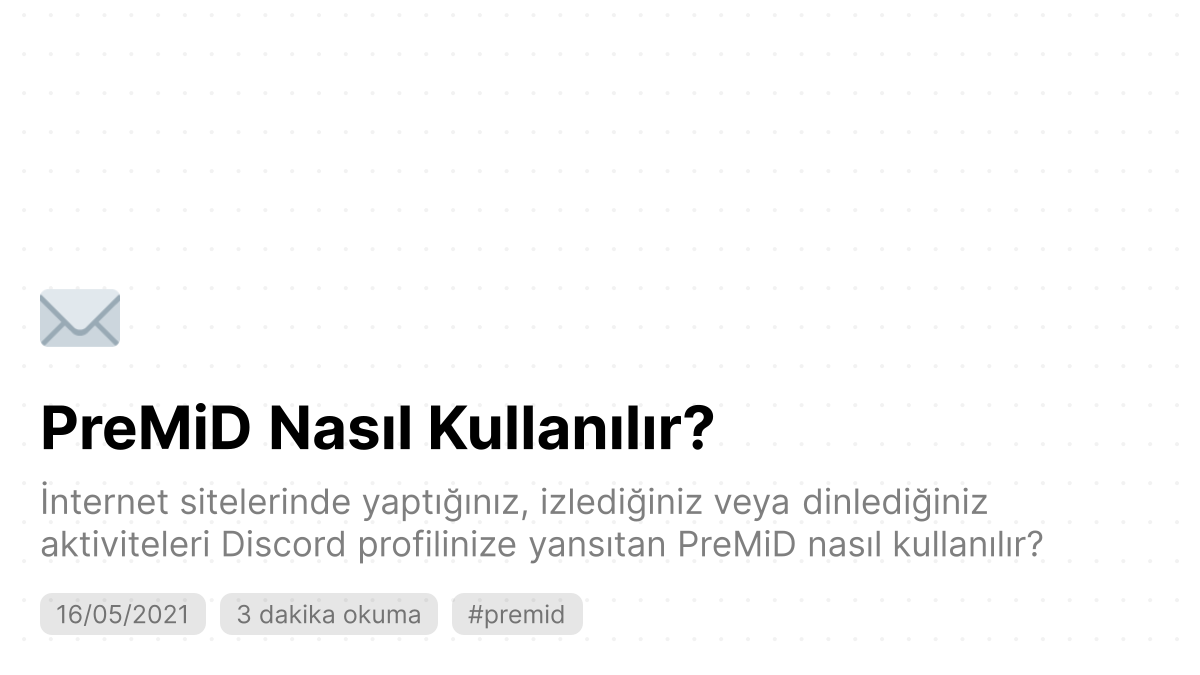 PreMiD Nasıl Kullanılır?
İnternet sitelerinde yaptığınız, izlediğiniz veya dinlediğiniz
aktiviteleri Discord profilinize yansıtan PreMiD nasıl kullanılır?
16/05/2021 3 dakika okuma #premid